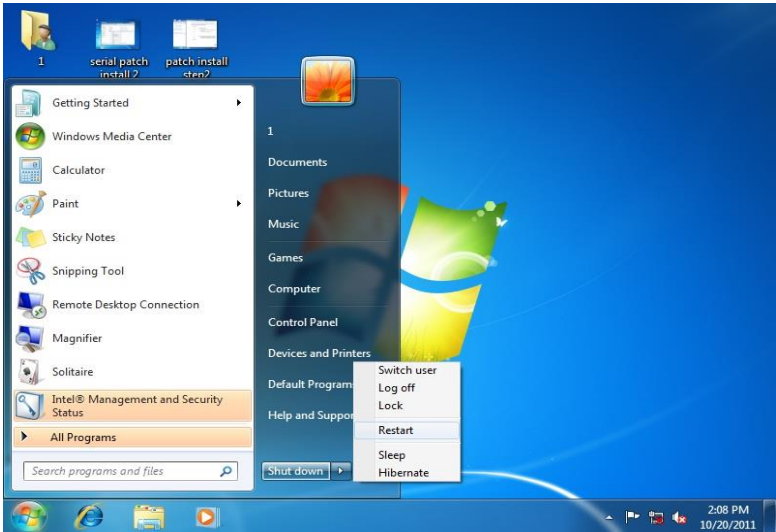 1
serial patch install 2
patch install step2
Getting Started
Windows Media Center
Calculator
Paint
Sticky Notes
Snipping Tool
Remote Desktop Connection
Magnifier
Solitaire
Intel® Management and Security
Status
All Programs
Search programs and files
1
Documents
Pictures
Music
Games
Computer
Control Panel
Devices and Printers
Default Program
Help and Suppor
Shut down
Switch user
Log off
Lock
Restart
Sleep
Hibernate
2:08 PM
10/20/2011